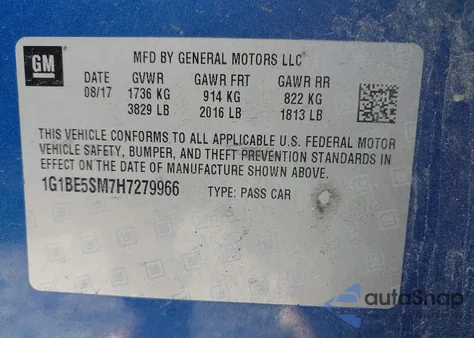 GM
MFD BY GENERAL MOTORS LLC
DATE GVWR GAWR FRT GAWR RR
08/17 1736 KG 914 KG 822 KG
3829 LB 2016 LB 1813 LB
THIS VEHICLE CONFORMS TO ALL APPLICABLE U.S. FEDERAL MOTOR
VEHICLE SAFETY, BUMPER, AND THEFT PREVENTION STANDARDS IN
EFFECT ON THE DATE OF MANUFACTURE SHOWN ABOVE.
1G1BE5SM7H7279966 TYPE: PASS CAR
autoSnap